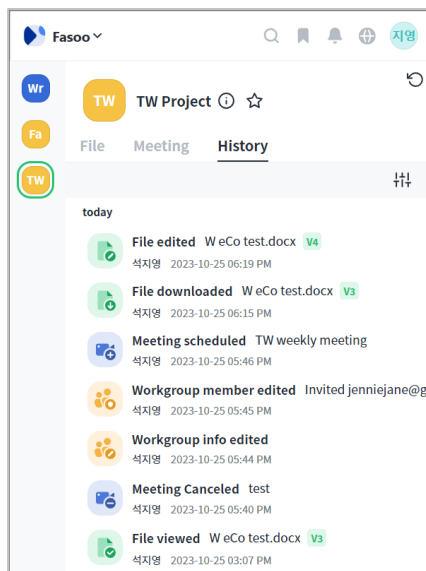 Fasoo
지영
Wr
TW
TW Project
Fa
File Meeting History
TW
today
File edited W eCo test.docx V4
석지영 2023-10-25 06:19 PM
File downloaded W eCo test.docx V3
석지영 2023-10-25 06:15 PM
Meeting scheduled TW weekly meeting
석지영 2023-10-25 05:46 PM
Workgroup member edited Invited jenniejane@g
석지영 2023-10-25 05:45 PM
Workgroup info edited
석지영 2023-10-25 05:44 PM
Meeting Canceled test
석지영 2023-10-25 05:40 PM
File viewed W eCo test.docx V3
석지영 2023-10-25 03:07 PM